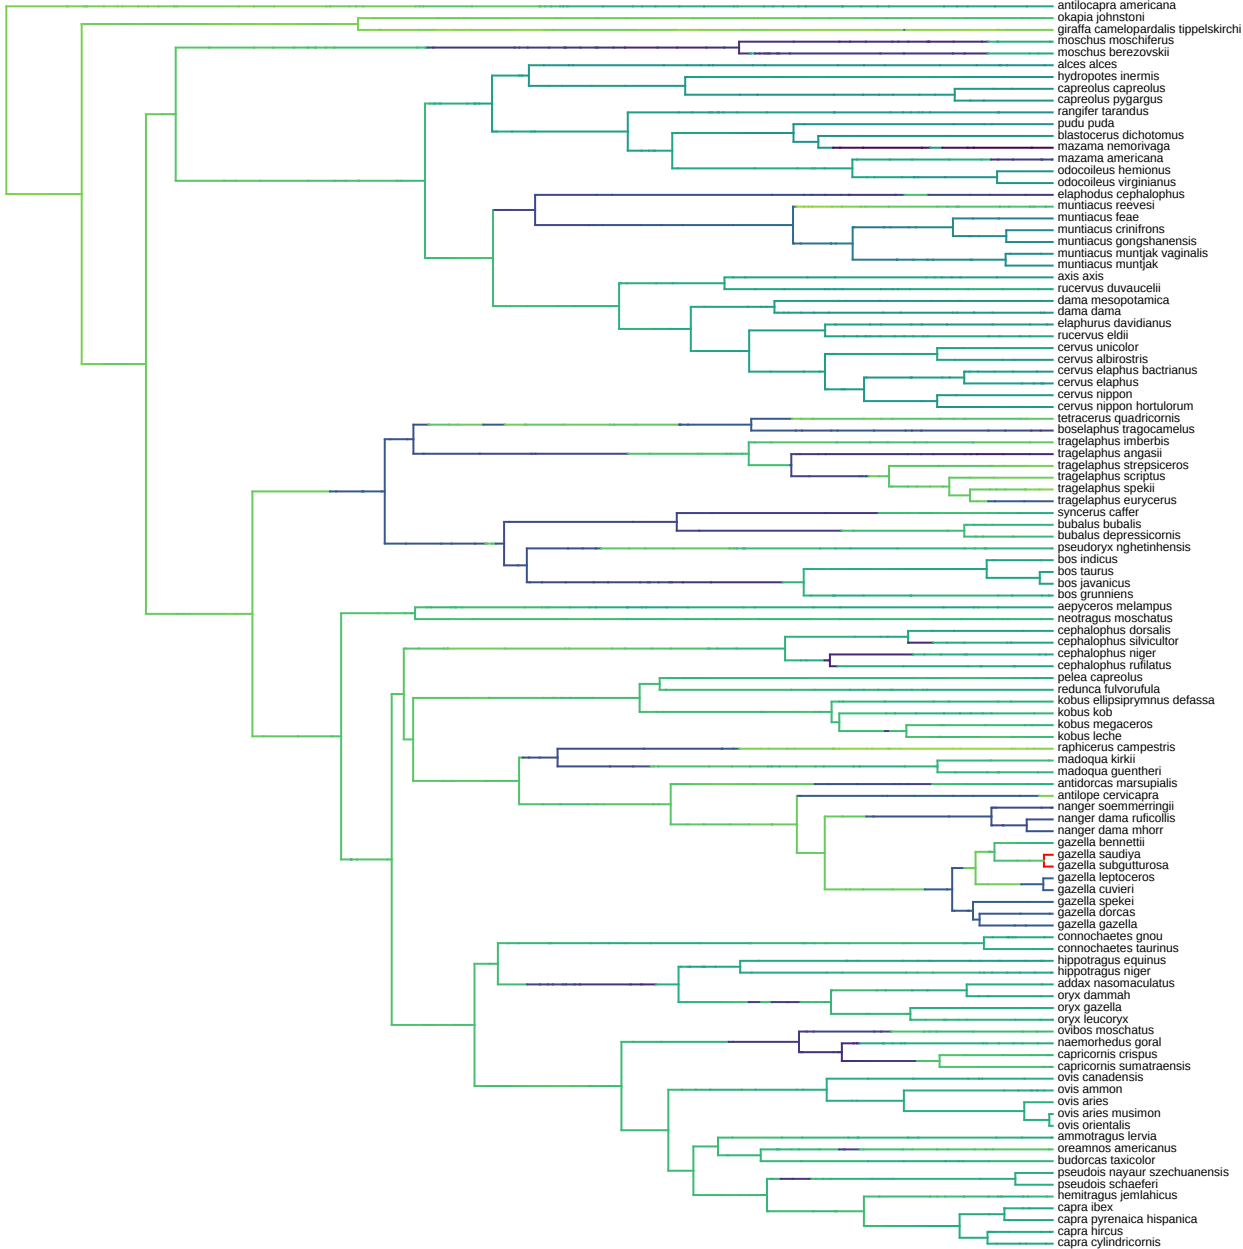 antilocapra americana
okapia johnstoni
giraffa camelopardalis tippelskirchi
moschus moschiferus
moschus berezovskii
alces alces
hydropotes inermis
capreolus capreolus
capreolus pygargus
rangifer tarandus
pudu puda
blastocerus dichotomus
mazama nemorivaga
mazama americana
odocoileus hemionus
odocoileus virginianus
elaphodus cephalophus
muntiacus reevesi
muntiacus feae
muntiacus crinifrons
muntiacus gongshanensis
muntiacus muntjak vaginalis
muntiacus muntjak
axis axis
rucervus duvaucelii
dama mesopotamica
dama dama
elaphurus davidianus
rucervus eldii
cervus unicolor
cervus albirostris
cervus elaphus bactrianus
cervus elaphus
cervus nippon
cervus nippon hortulorum
tetracerus quadricornis
boselaphus tragocamelus
tragelaphus imberbis
tragelaphus angasii
tragelaphus strepsiceros
tragelaphus scriptus
tragelaphus spekii
tragelaphus eurycerus
syncerus caffer
bubalus bubalis
bubalus depressicornis
pseudoryx nghetinhensis
bos indicus
bos taurus
bos javanicus
bos grunniens
aepyceros melampus
neotragus moschatus
cephalophus dorsalis
cephalophus silvicultor
cephalophus niger
cephalophus rufilatus
pelea capreolus
redunca fulvorufula
kobus ellipsiprymnus defassa
kobus kob
kobus megaceros
kobus leche
raphicerus campestris
madoqua kirkii
madoqua guentheri
antidorcas marsupialis
antilope cervicapra
nanger soemmerringii
nanger dama ruficollis
nanger dama mhorr
gazella bennettii
gazella saudiya
gazella subgutturosa
gazella leptoceros
gazella cuvieri
gazella spekei
gazella dorcas
gazella gazella
connochaetes gnou
connochaetes taurinus
hippotragus equinus
hippotragus niger
addax nasomaculatus
oryx dammah
oryx gazella
oryx leucoryx
ovibos moschatus
naemorhedus goral
capricornis crispus
capricornis sumatraensis
ovis canadensis
ovis ammon
ovis aries
ovis aries musimon
ovis orientalis
ammotragus lervia
oreamnos americanus
budorcas taxicolor
pseudois nayaur szechuanensis
pseudois schaeferi
hemitragus jemlahicus
capra ibex
capra pyrenaica hispanica
capra hircus
capra cylindricornis